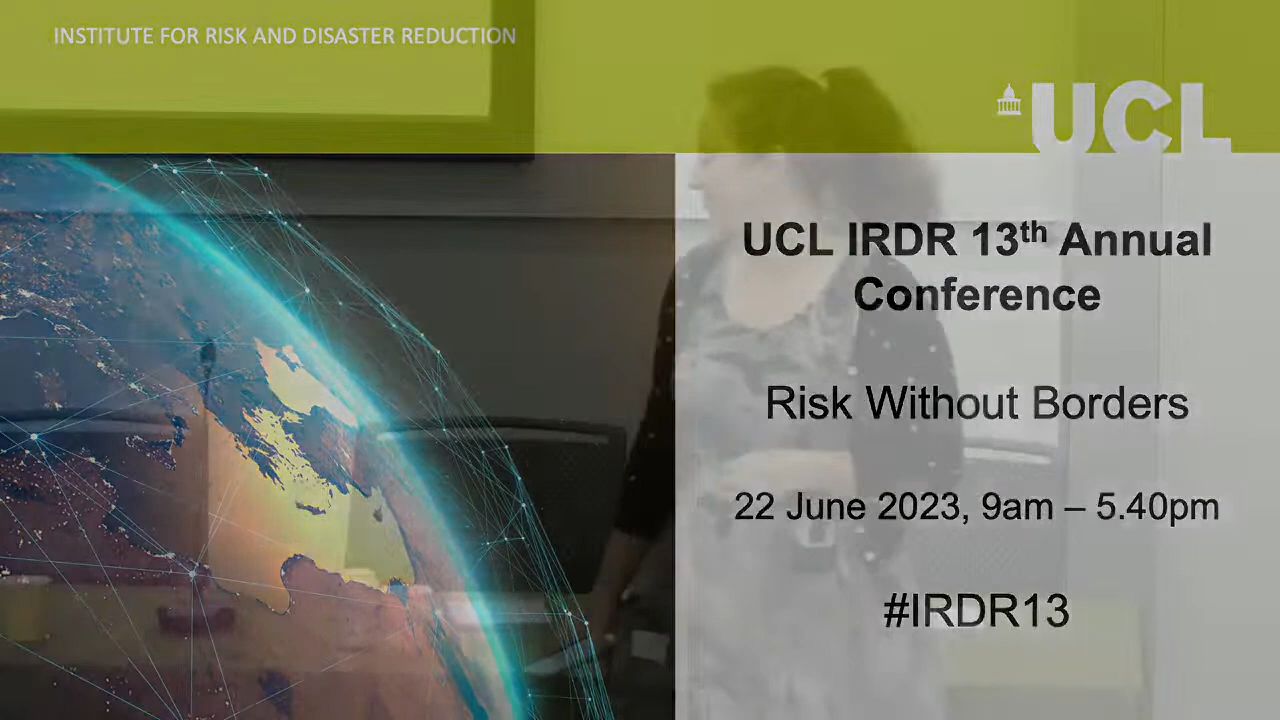 INSTITUTE FOR RISK AND DISASTER REDUCTION
UCL
UCL IRDR 13th Annual
Conference
Risk Without Borders
22 June 2023, 9am – 5.40pm
#IRDR13